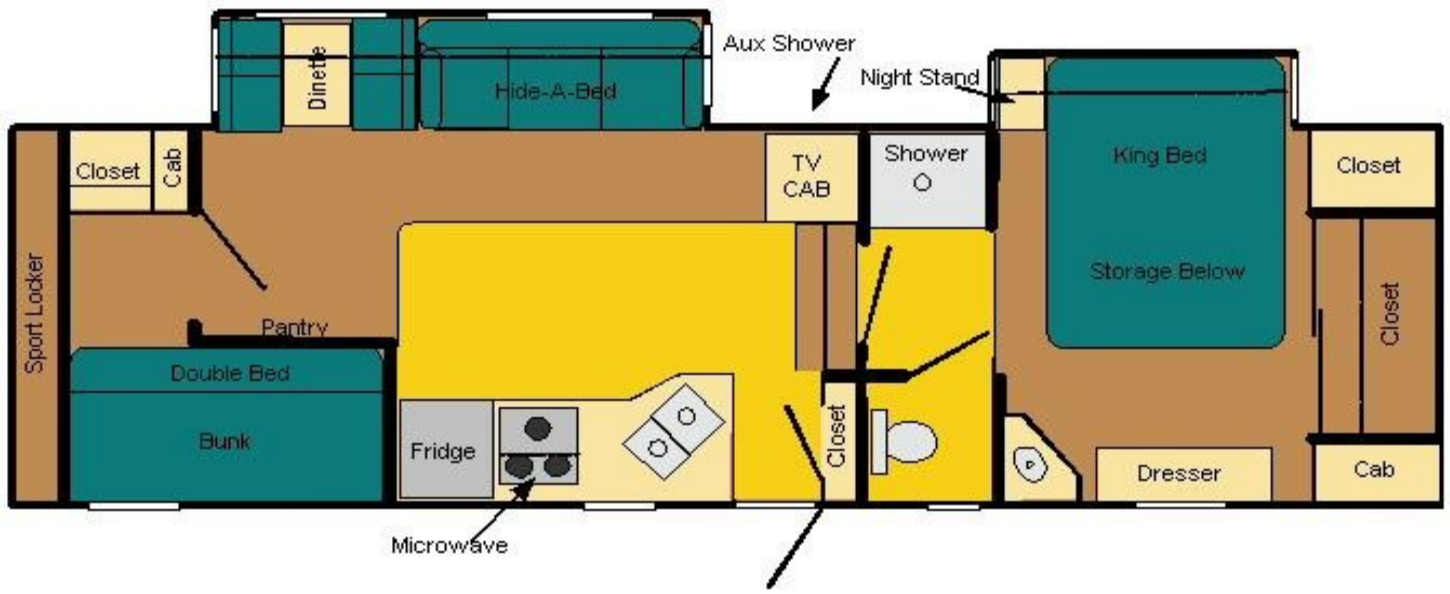 Aux Shower
Night Stand
Dinette
Hide-A-Bed
Closet
Cab
TV
CAB
Shower
King Bed
Closet
Storage Below
Sport Locker
Pantry
Closet
Double Bed
Bunk
Fridge
Closet
Dresser
Cab
Microwave